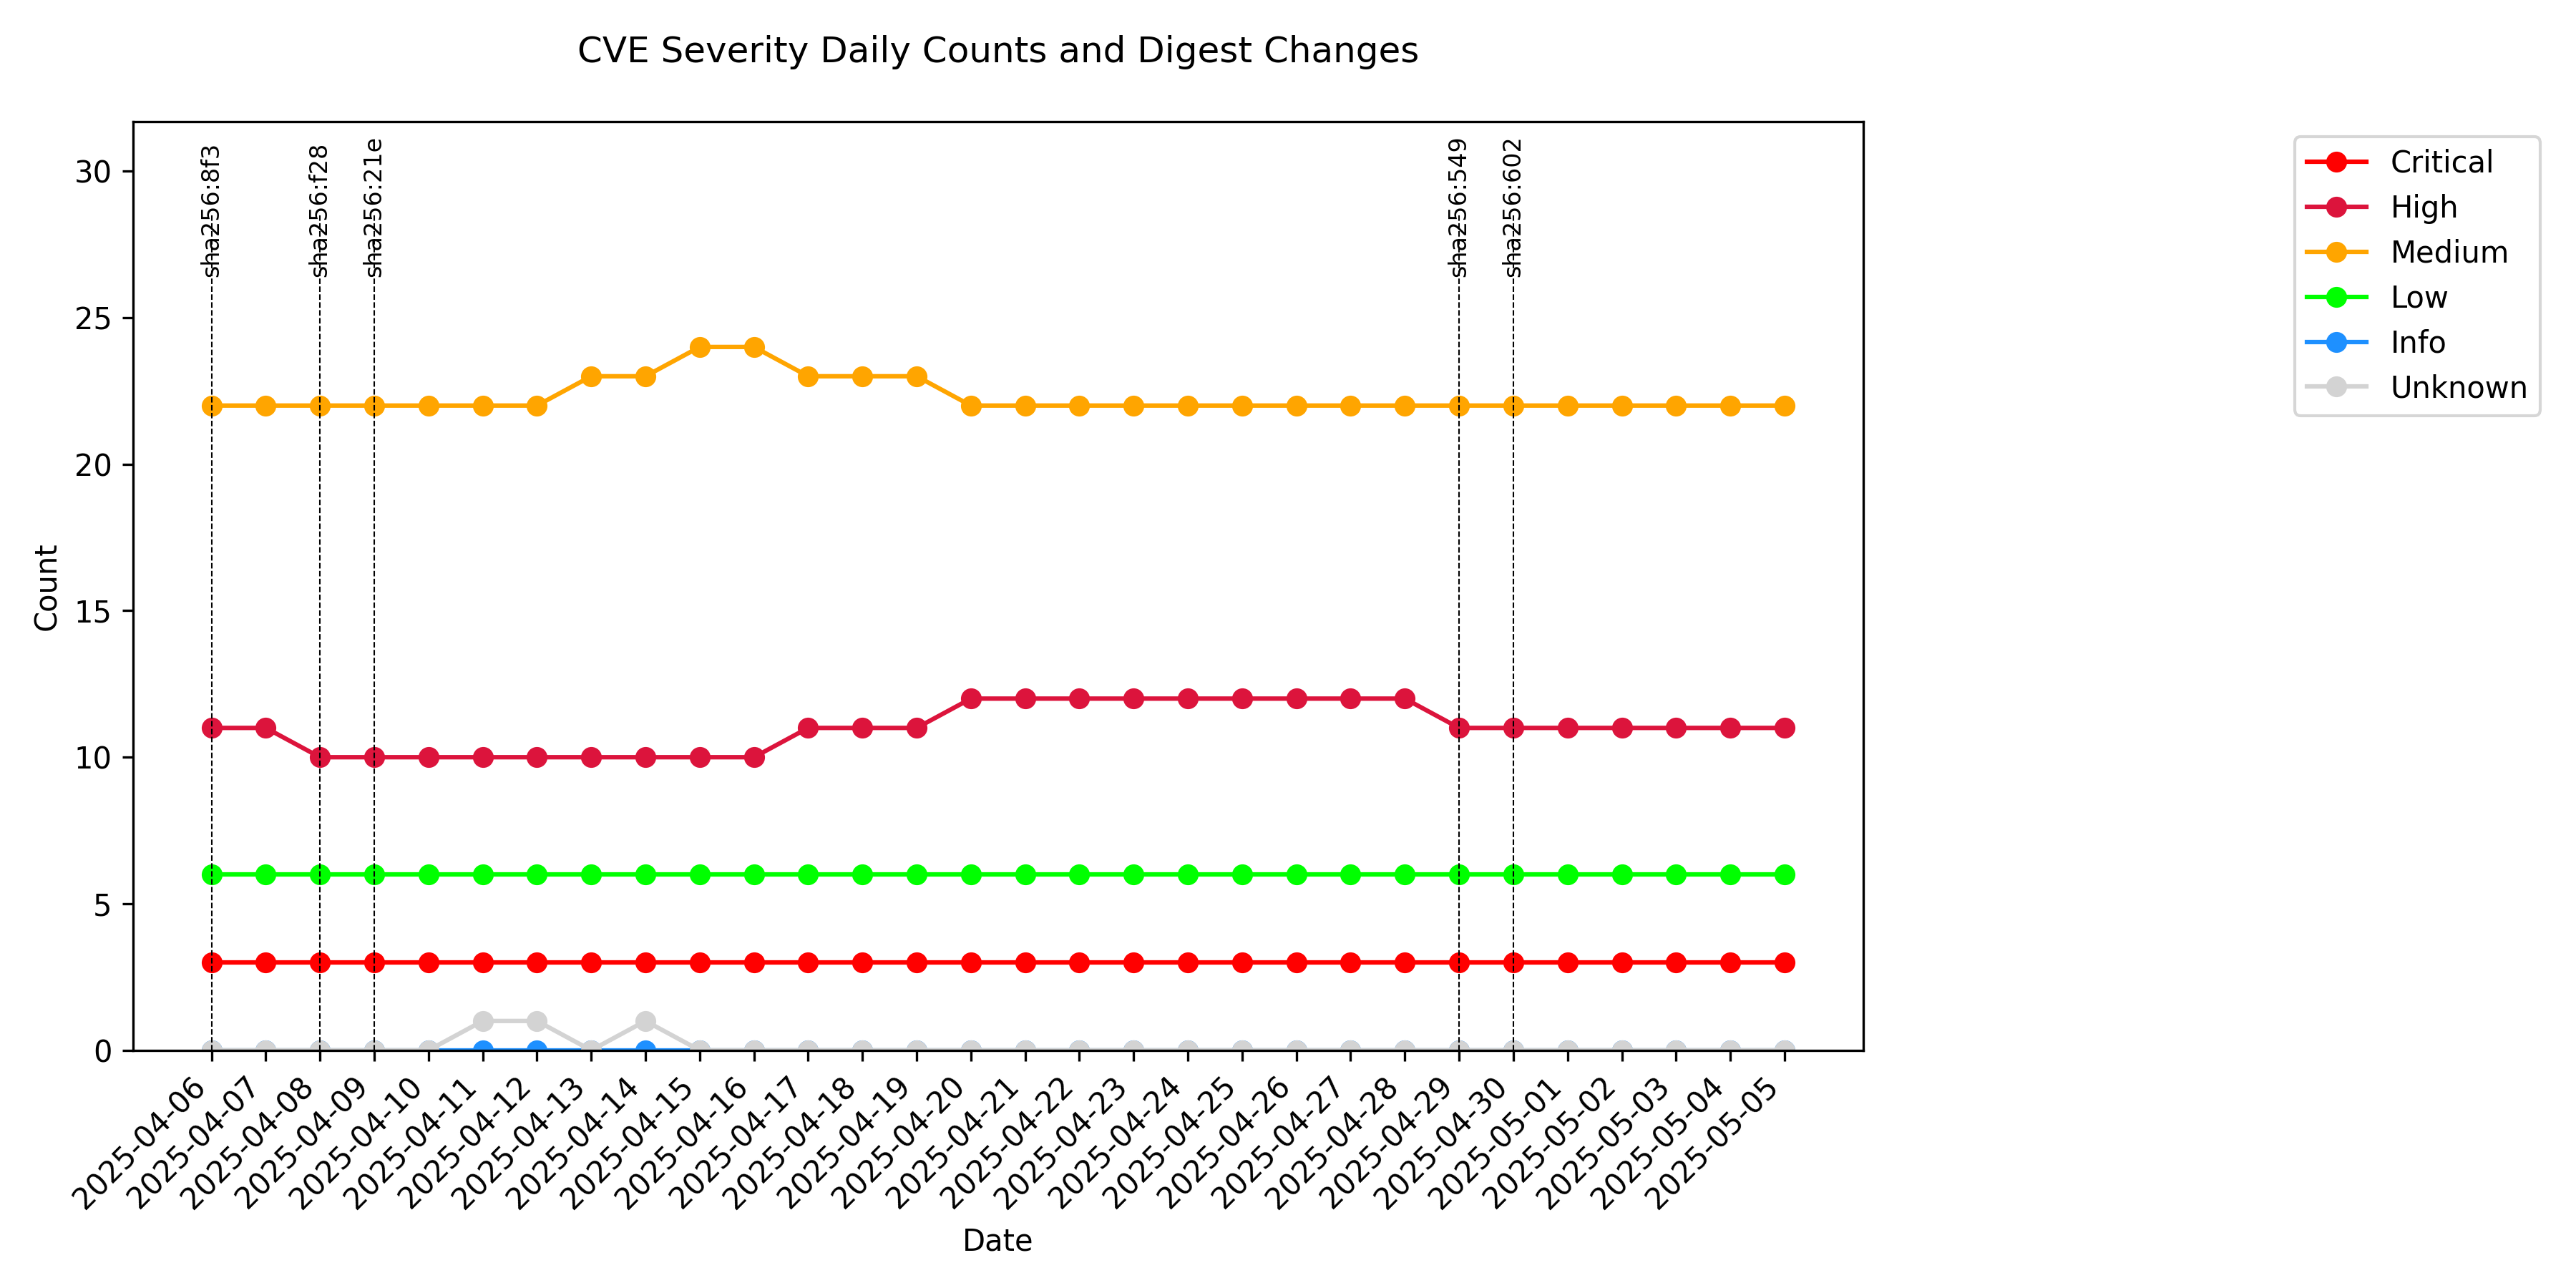 CVE Severity Daily Counts and Digest Changes
sha256:8f3
sha256:f28
sha256:21e
sha256:549
sha256:602
Critical
High
Medium
Low
Info
Unknown
Count
30
25
20
15
10
5
0
2025-04-06
2025-04-07
2025-04-08
2025-04-09
2025-04-10
2025-04-11
2025-04-12
2025-04-13
2025-04-14
2025-04-15
2025-04-16
2025-04-17
2025-04-18
2025-04-19
2025-04-20
2025-04-21
2025-04-22
2025-04-23
2025-04-24
2025-04-25
2025-04-26
2025-04-27
2025-04-28
2025-04-29
2025-04-30
2025-05-01
2025-05-02
2025-05-03
2025-05-04
2025-05-05
Date